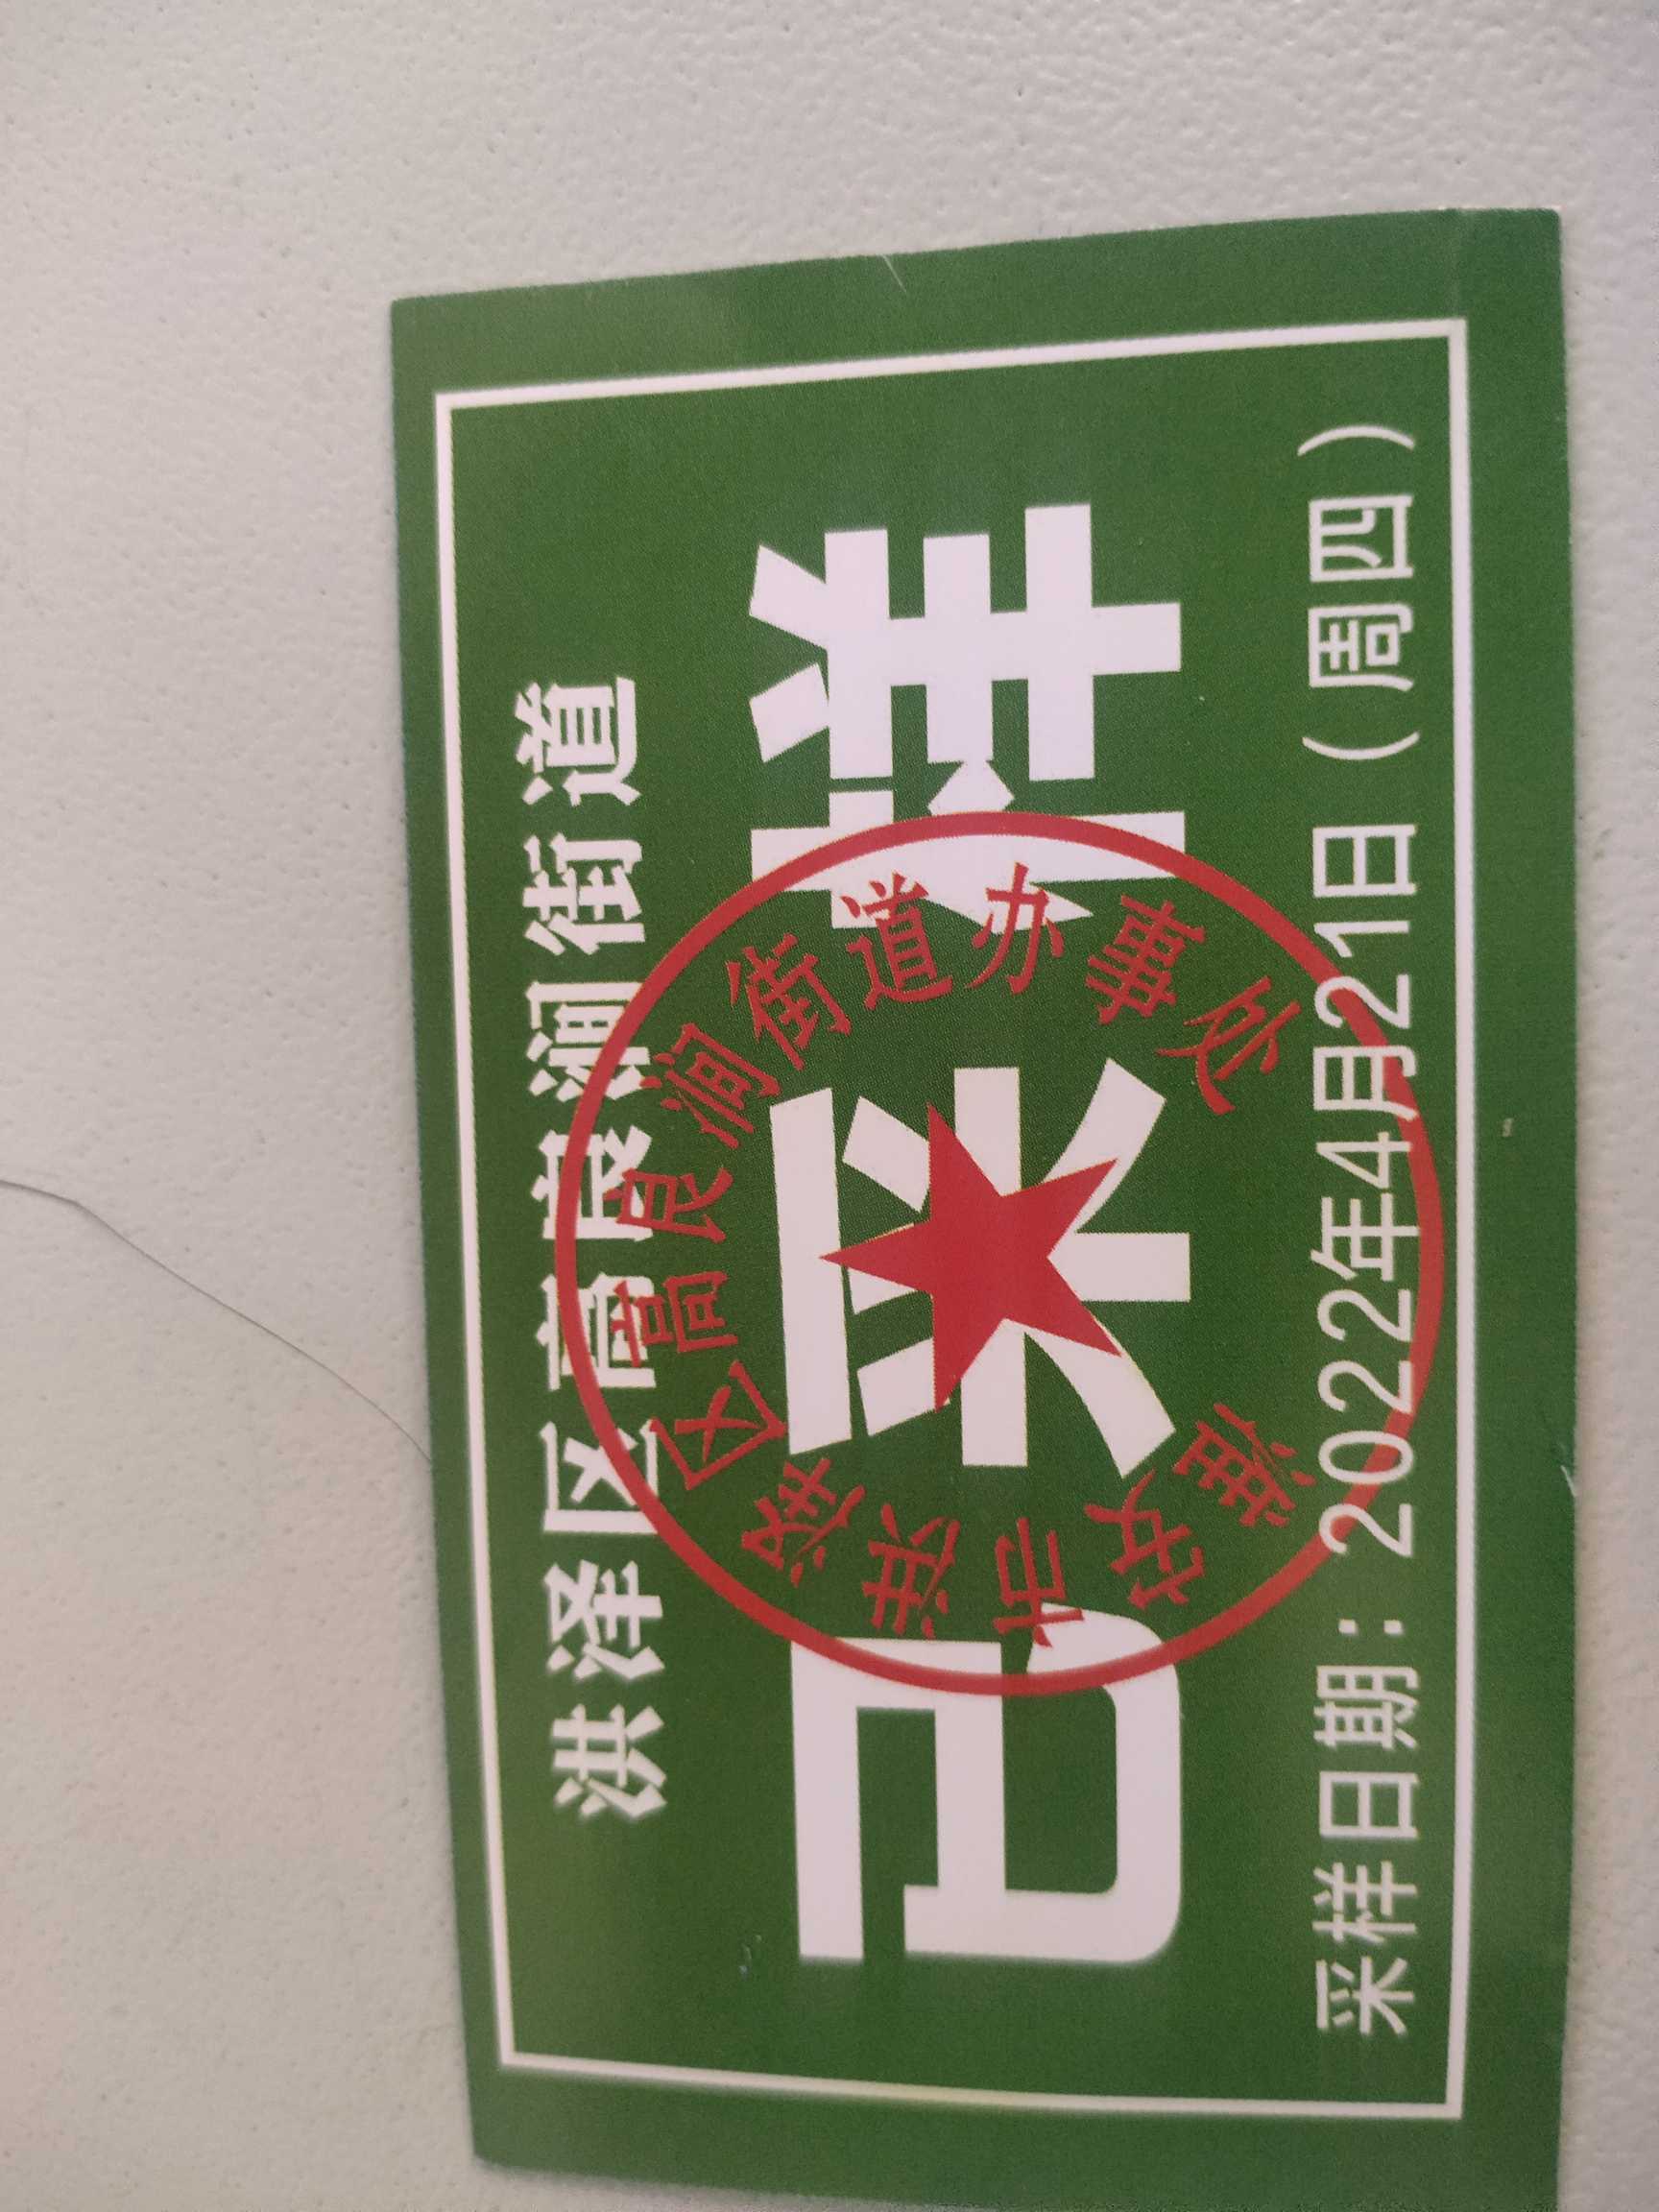 洪泽区高良涧街道
已采样
淮安市洪泽区高良涧街道办事处
采样日期：2022年4月21日（周四）